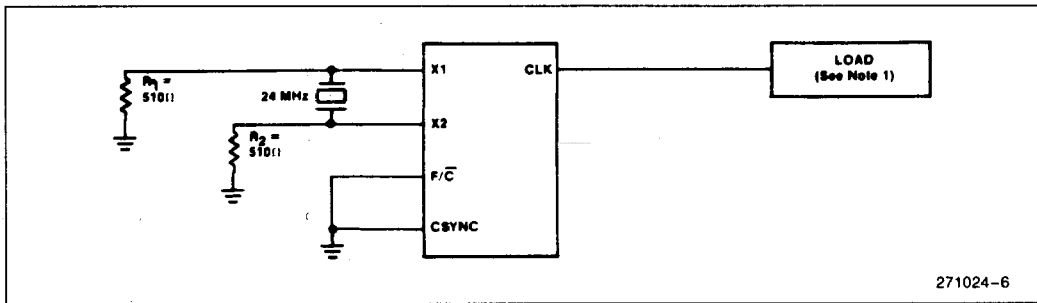 R1 =
510Ω
24 MHz
R2 =
510Ω
X1
X2
F/C̅
CSYNC
CLK
LOAD
(See Note 1)
271024-6